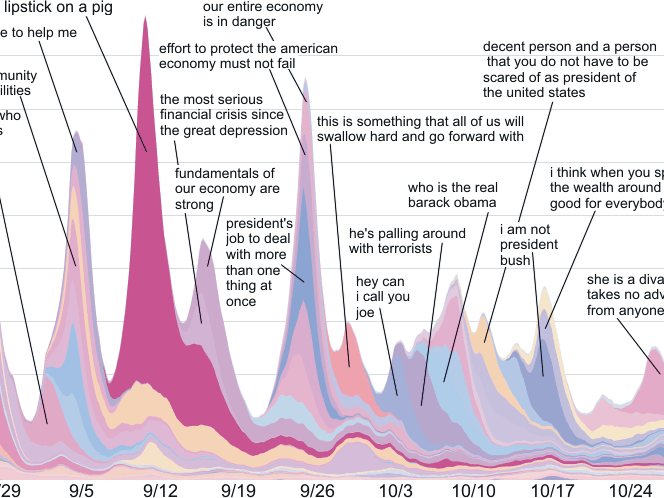 lipstick on a pig
e to help me
munity
ilities
who
s
our entire economy
is in danger
effort to protect the american
economy must not fail
the most serious
financial crisis since
the great depression
fundamentals of
our economy are
strong
president's
job to deal
with more
than one
thing at
once
this is something that all of us will
swallow hard and go forward with
he's palling around
with terrorists
hey can
i call you
joe
who is the real
barack obama
decent person and a person
that you do not have to be
scared of as president of
the united states
i am not
president
bush
i think when you sp
the wealth around
good for everybody
she is a diva
takes no adv
from anyone
/29 9/5 9/12 9/19 9/26 10/3 10/10 10/17 10/24